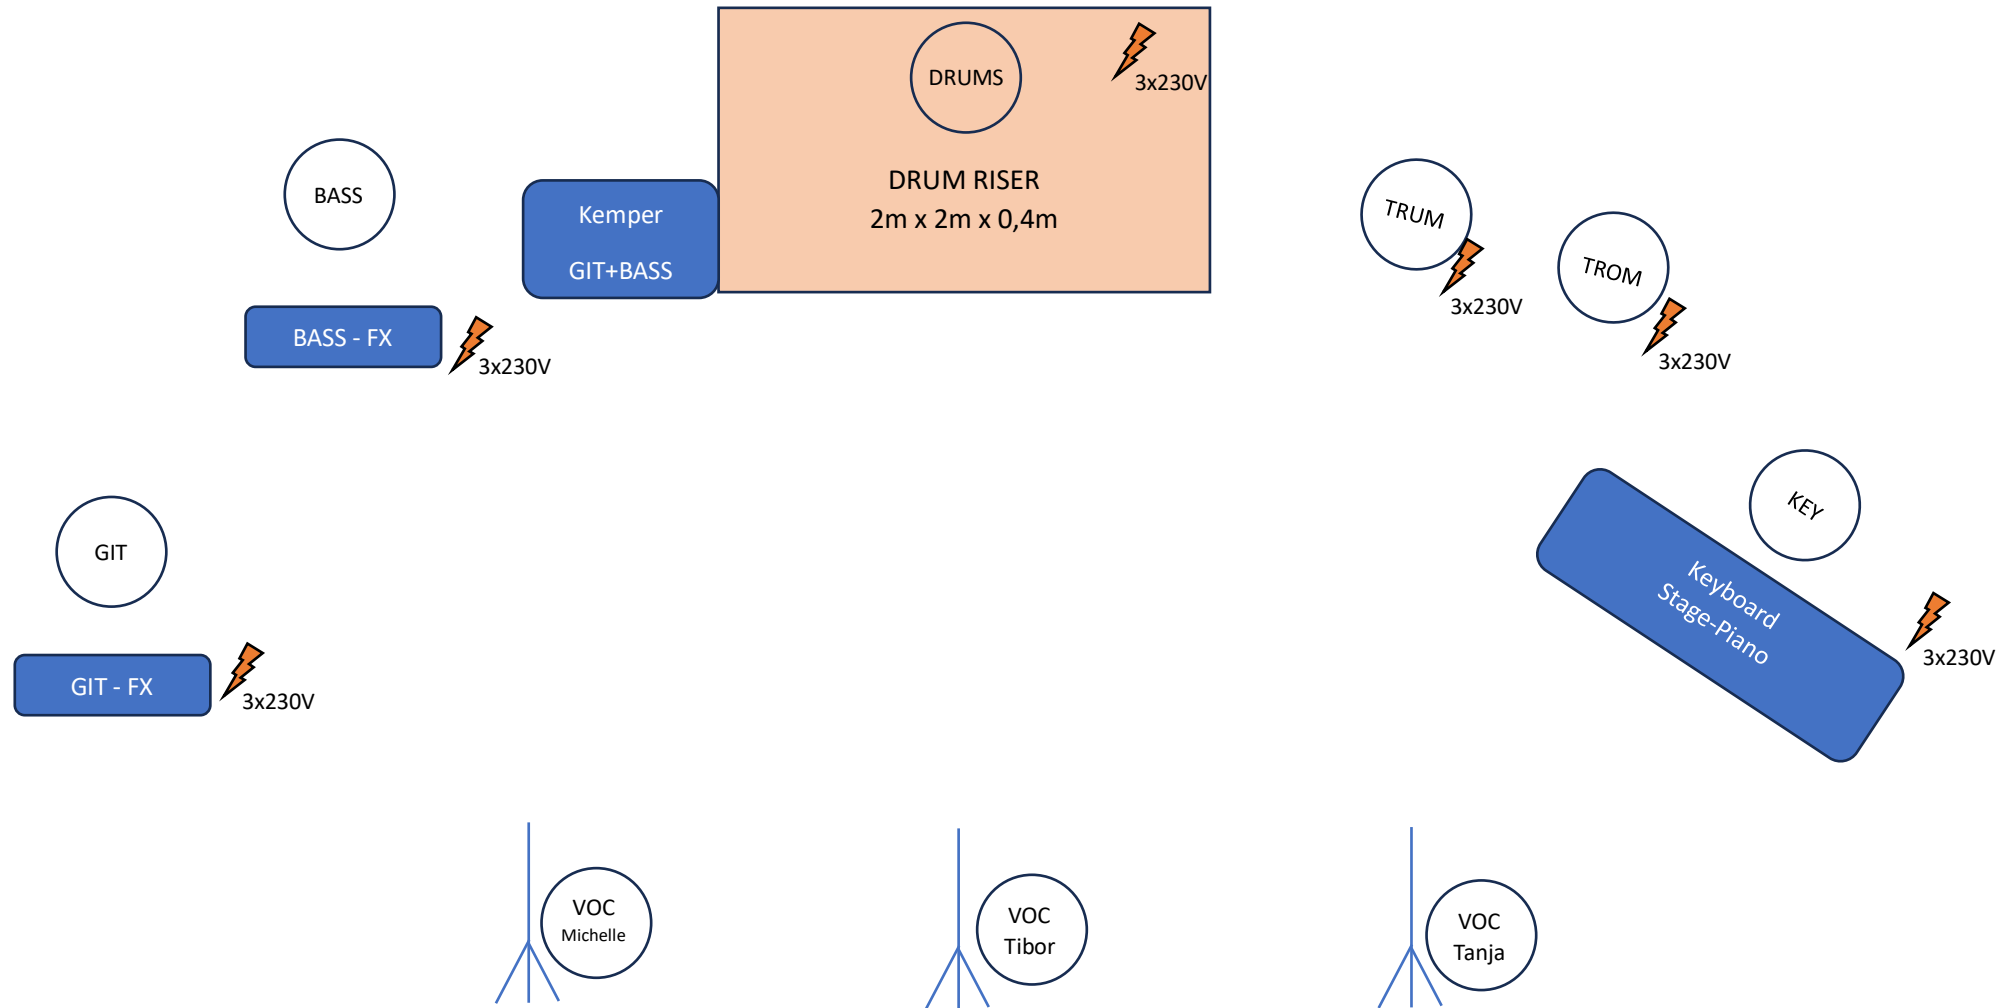 DRUMS
3x230V
DRUM RISER
2m x 2m x 0,4m
BASS
Kemper
GIT+BASS
BASS - FX
3x230V
TRUM
3x230V
TROM
3x230V
GIT
GIT - FX
3x230V
KEY
Keyboard
Stage-Piano
3x230V
VOC
Michelle
VOC
Tibor
VOC
Tanja